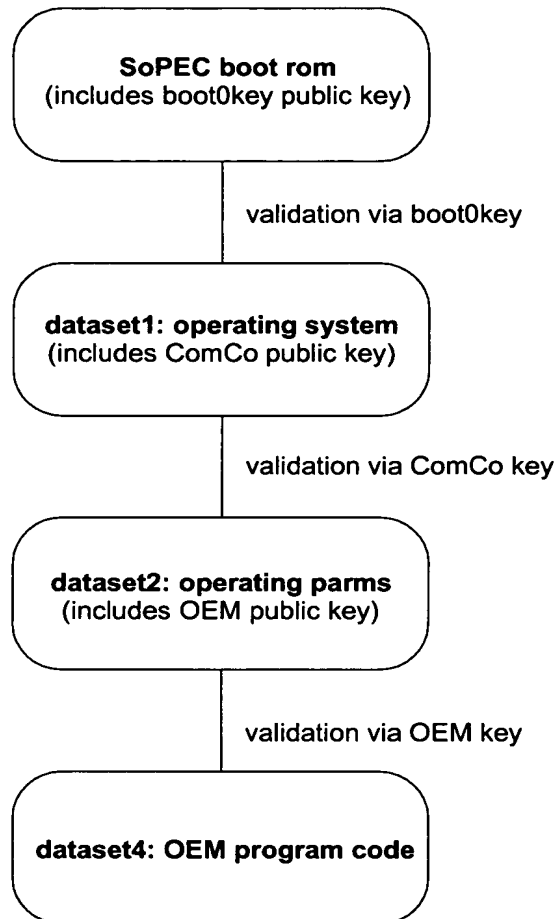 SoPEC boot rom
(includes boot0key public key)
validation via boot0key
dataset1: operating system
(includes ComCo public key)
validation via ComCo key
dataset2: operating parms
(includes OEM public key)
validation via OEM key
dataset4: OEM program code